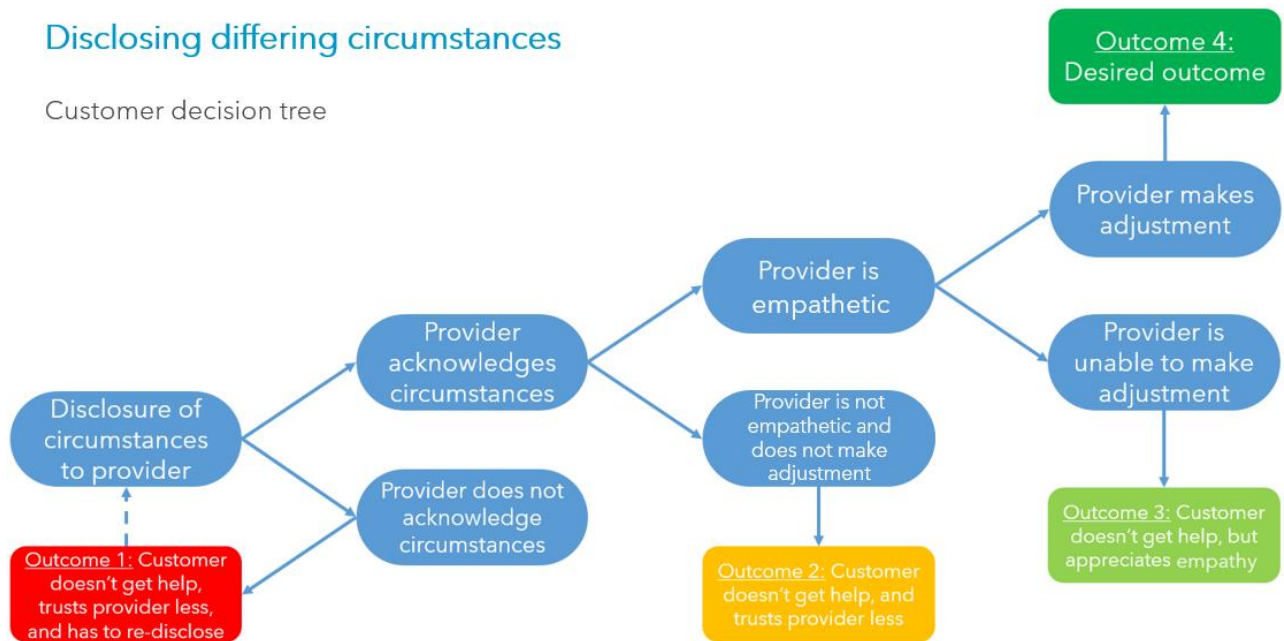 Disclosing differing circumstances
Customer decision tree
Outcome 4:
Desired outcome
Provider makes
adjustment
Provider is
empathetic
Provider is
unable to make
adjustment
Provider
acknowledges
circumstances
Disclosure of
circumstances
to provider
Provider is not
empathetic and
does not make
adjustment
Provider does not
acknowledge
circumstances
Outcome 1: Customer
doesn't get help,
trusts provider less,
and has to re-disclose
Outcome 2: Customer
doesn't get help, and
trusts provider less
Outcome 3: Customer
doesn't get help, but
appreciates empathy